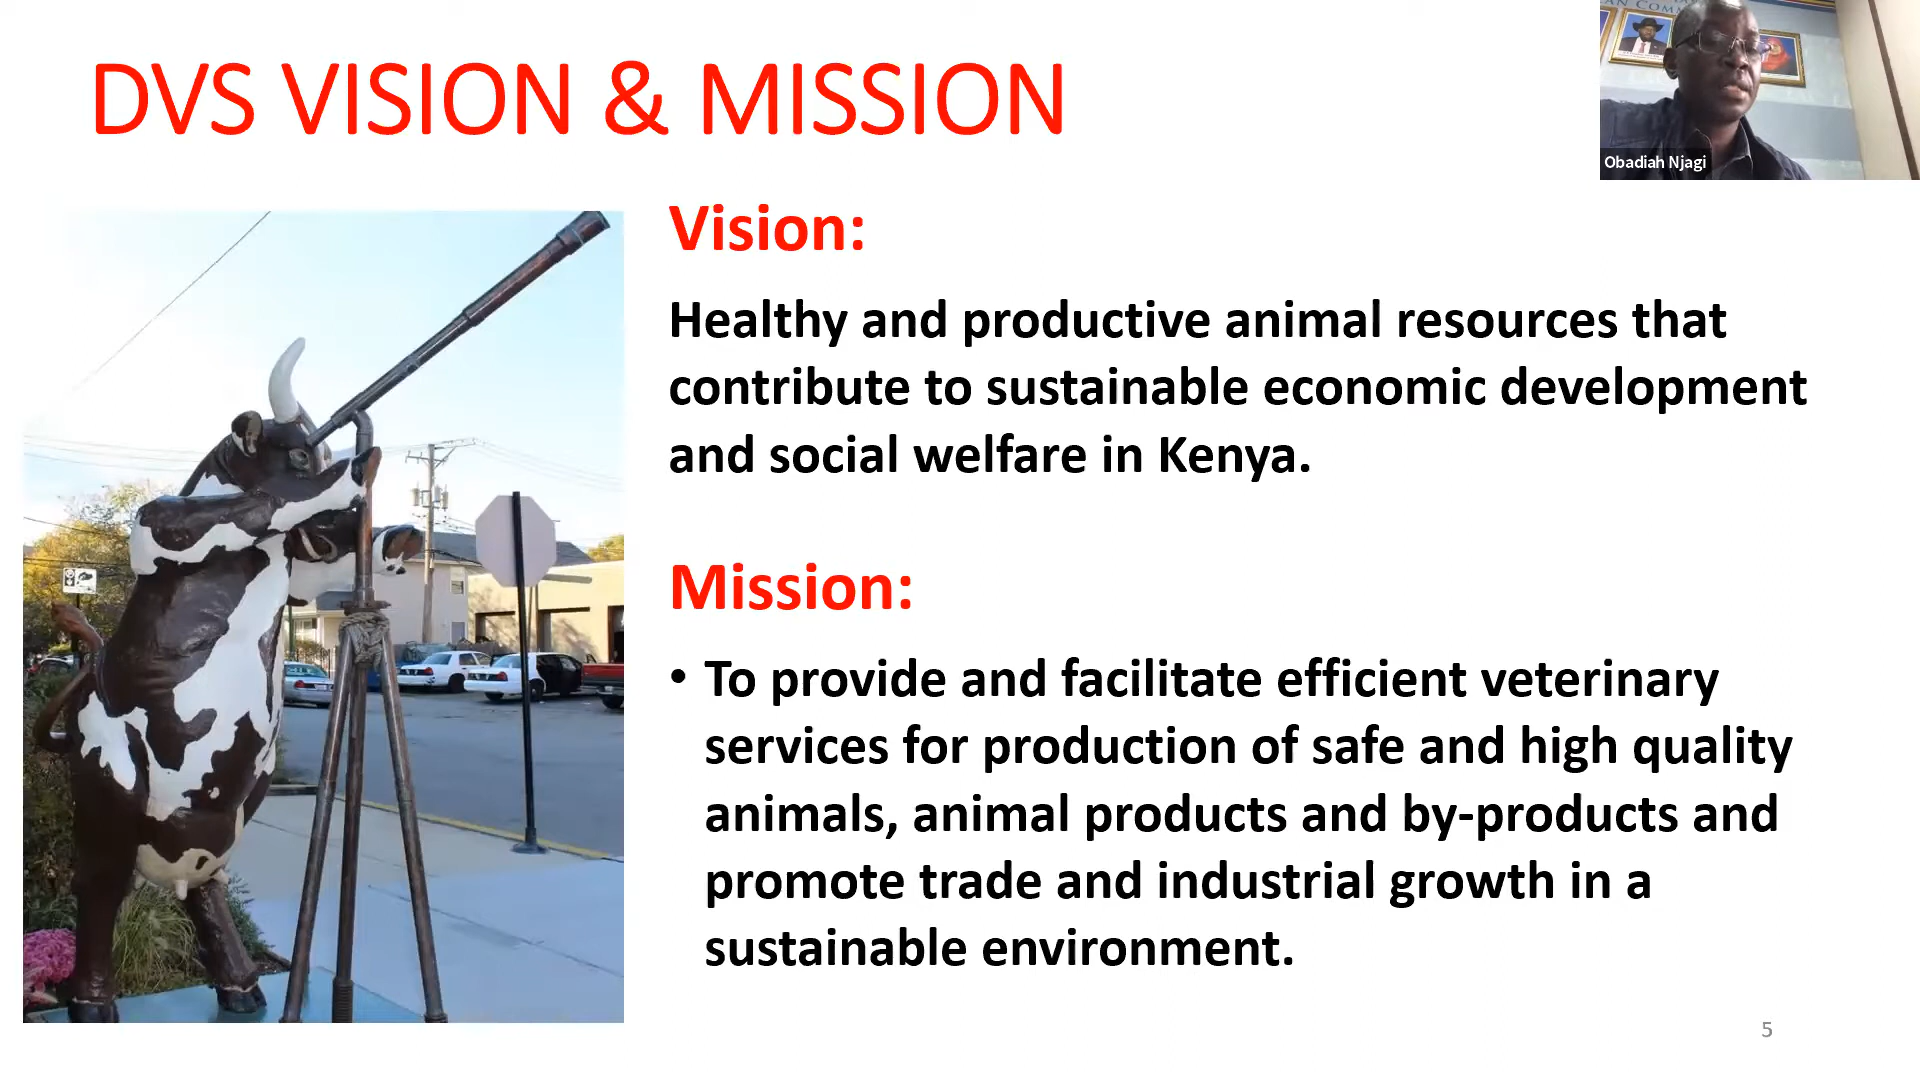 DVS VISION & MISSION
Obadiah Njagi
Vision:
Healthy and productive animal resources that
contribute to sustainable economic development
and social welfare in Kenya.
Mission:
• To provide and facilitate efficient veterinary
services for production of safe and high quality
animals, animal products and by-products and
promote trade and industrial growth in a
sustainable environment.
5